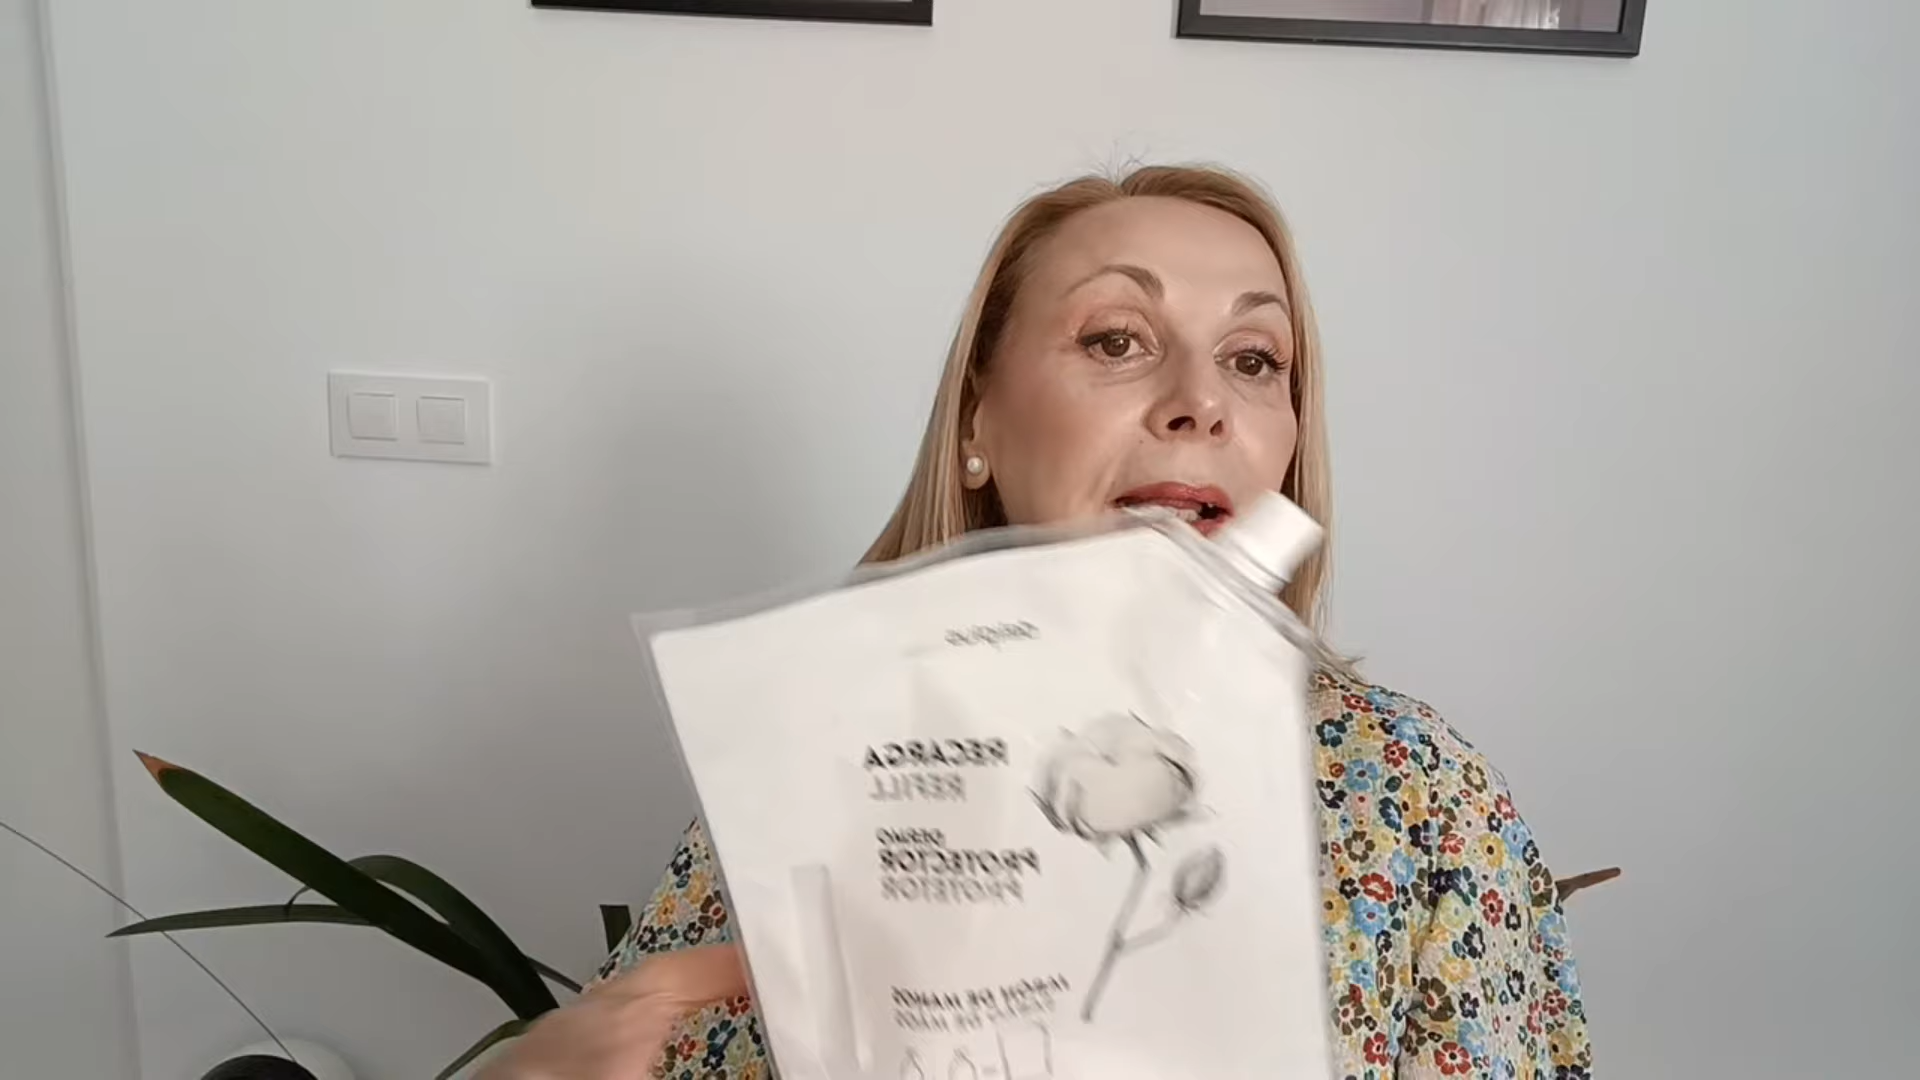 RECARGA
REFILL
DERMO
PROTECTOR
PROTETOR
JABÓN DE MANOS